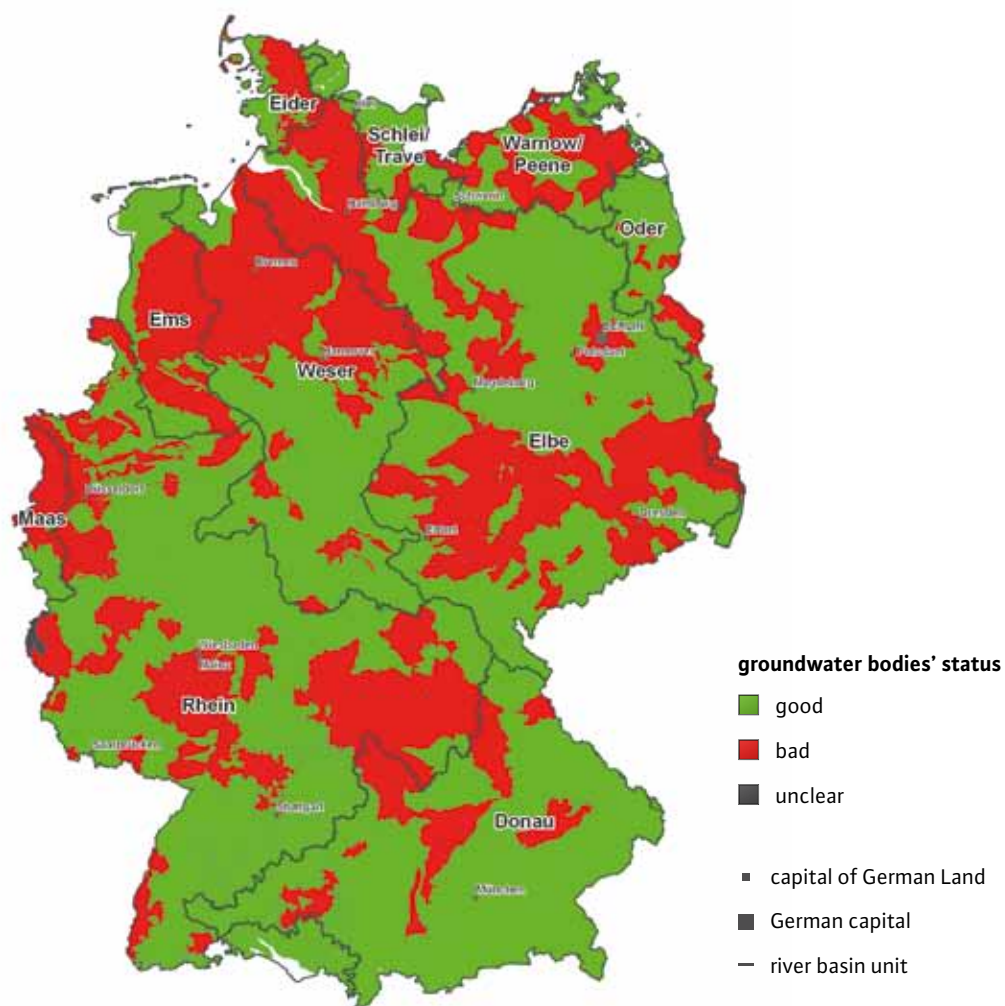 Eider
Kiel
Schlei/
Trave
Warnow/
Peene
Schwerin
Hamburg
Oder
Bremen
Ems
Berlin
Potsdam
Hannover
Weser
Magdeburg
Elbe
Düsseldorf
Dresden
Maas
Erfurt
Wiesbaden
Mainz
Rhein
Saarbrücken
Stuttgart
Donau
München
groundwater bodies' status
good
bad
unclear
capital of German Land
German capital
river basin unit